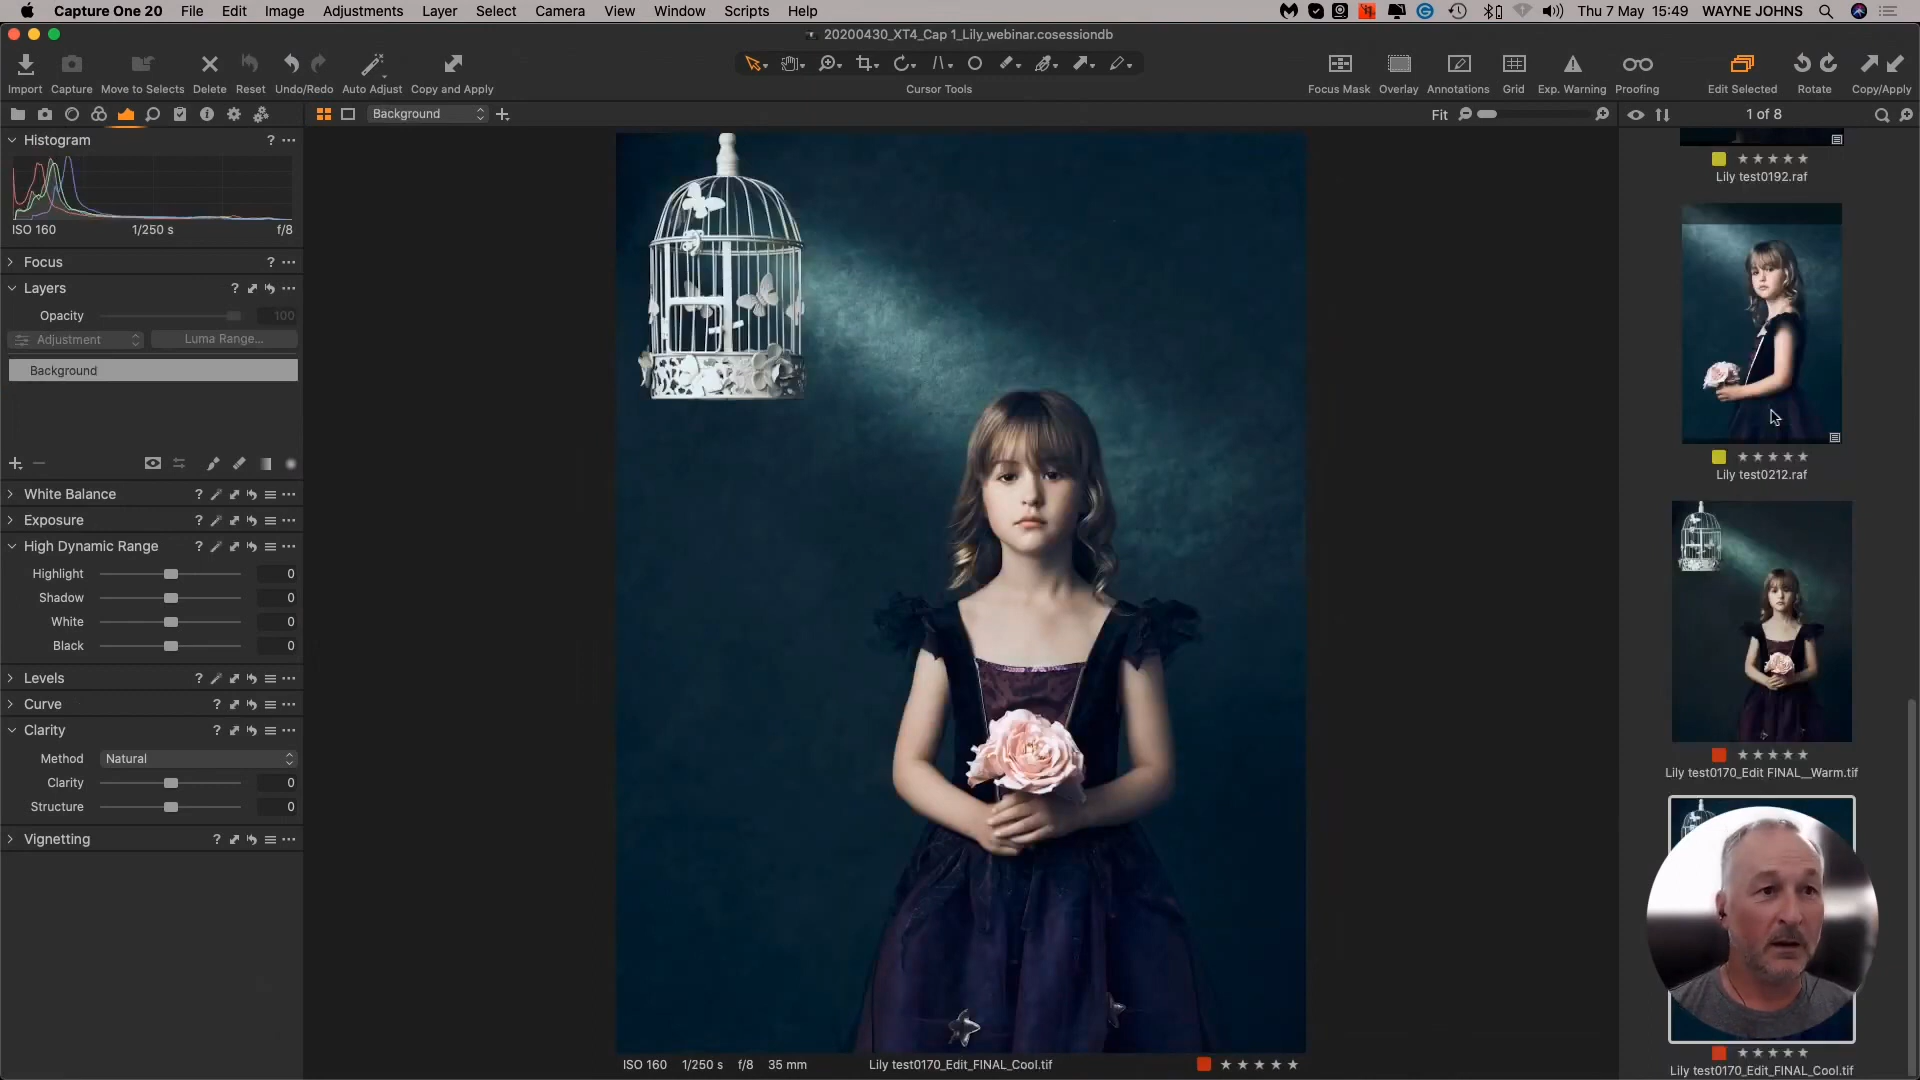 Capture One 20 File Edit Image Adjustments Layer Select Camera View Window Scripts Help Thu 7 May 15:49 WAYNE JOHNS
20200430_XT4_Cap 1_Lily_webinar.cosessiondb
Import Capture Move to Selects Delete Reset Undo/Redo Auto Adjust Copy and Apply Cursor Tools Focus Mask Overlay Annotations Grid Exp. Warning Proofing Edit Selected Rotate Copy/Apply
Background Fit 1 of 8
Histogram ? ...
ISO 160 1/250 s f/8
Focus ? ...
Layers ?
Opacity 100
Adjustment Luma Range...
Background
White Balance ? ...
Exposure ? ...
High Dynamic Range ? ...
Highlight 0
Shadow 0
White 0
Black 0
Levels ? ...
Curve ? ...
Clarity ? ...
Method Natural
Clarity 0
Structure 0
Vignetting ? ...
ISO 160 1/250 s f/8 35 mm Lily test0170_Edit_FINAL_Cool.tif
Lily test0192.raf
Lily test0212.raf
Lily test0170_Edit FINAL__Warm.tif
Lily test0170_Edit_FINAL_Cool.tif